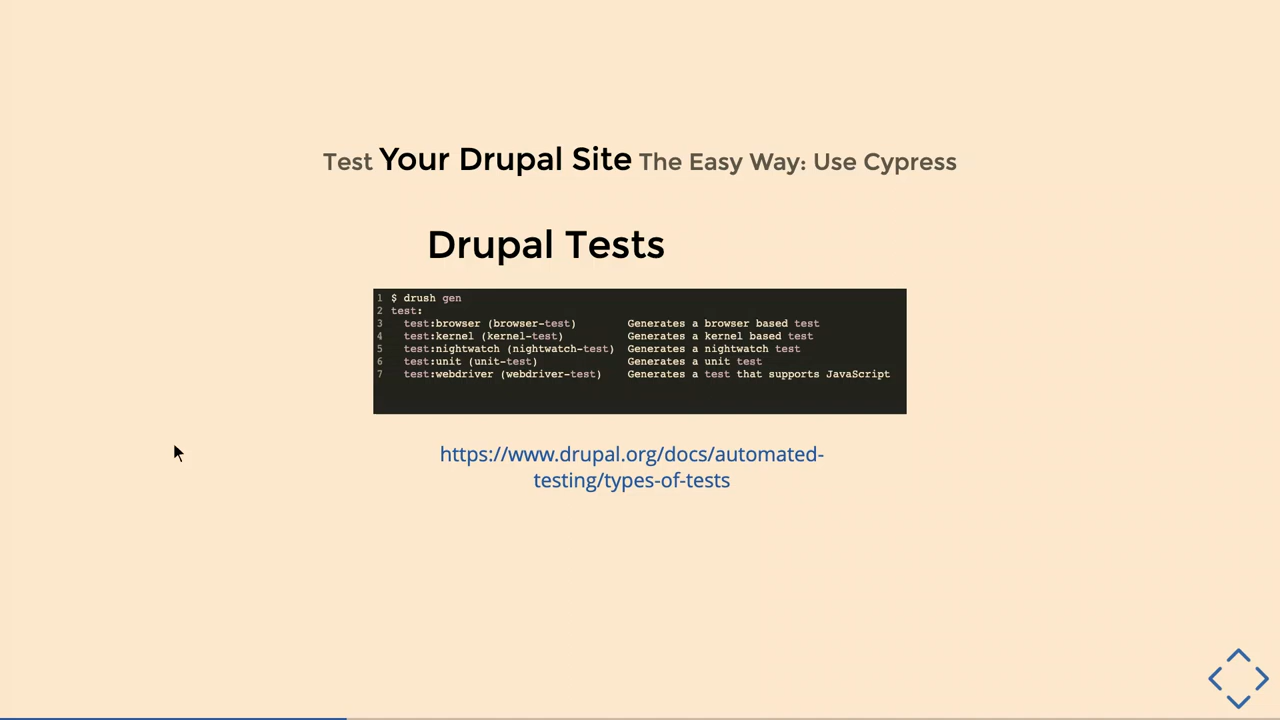 Test Your Drupal Site The Easy Way: Use Cypress
Drupal Tests
1 $ drush gen
2 test:
3 test:browser (browser-test) Generates a browser based test
4 test:kernel (kernel-test) Generates a kernel based test
5 test:nightwatch (nightwatch-test) Generates a nightwatch test
6 test:unit (unit-test) Generates a unit test
7 test:webdriver (webdriver-test) Generates a test that supports JavaScript
https://www.drupal.org/docs/automated-
testing/types-of-tests